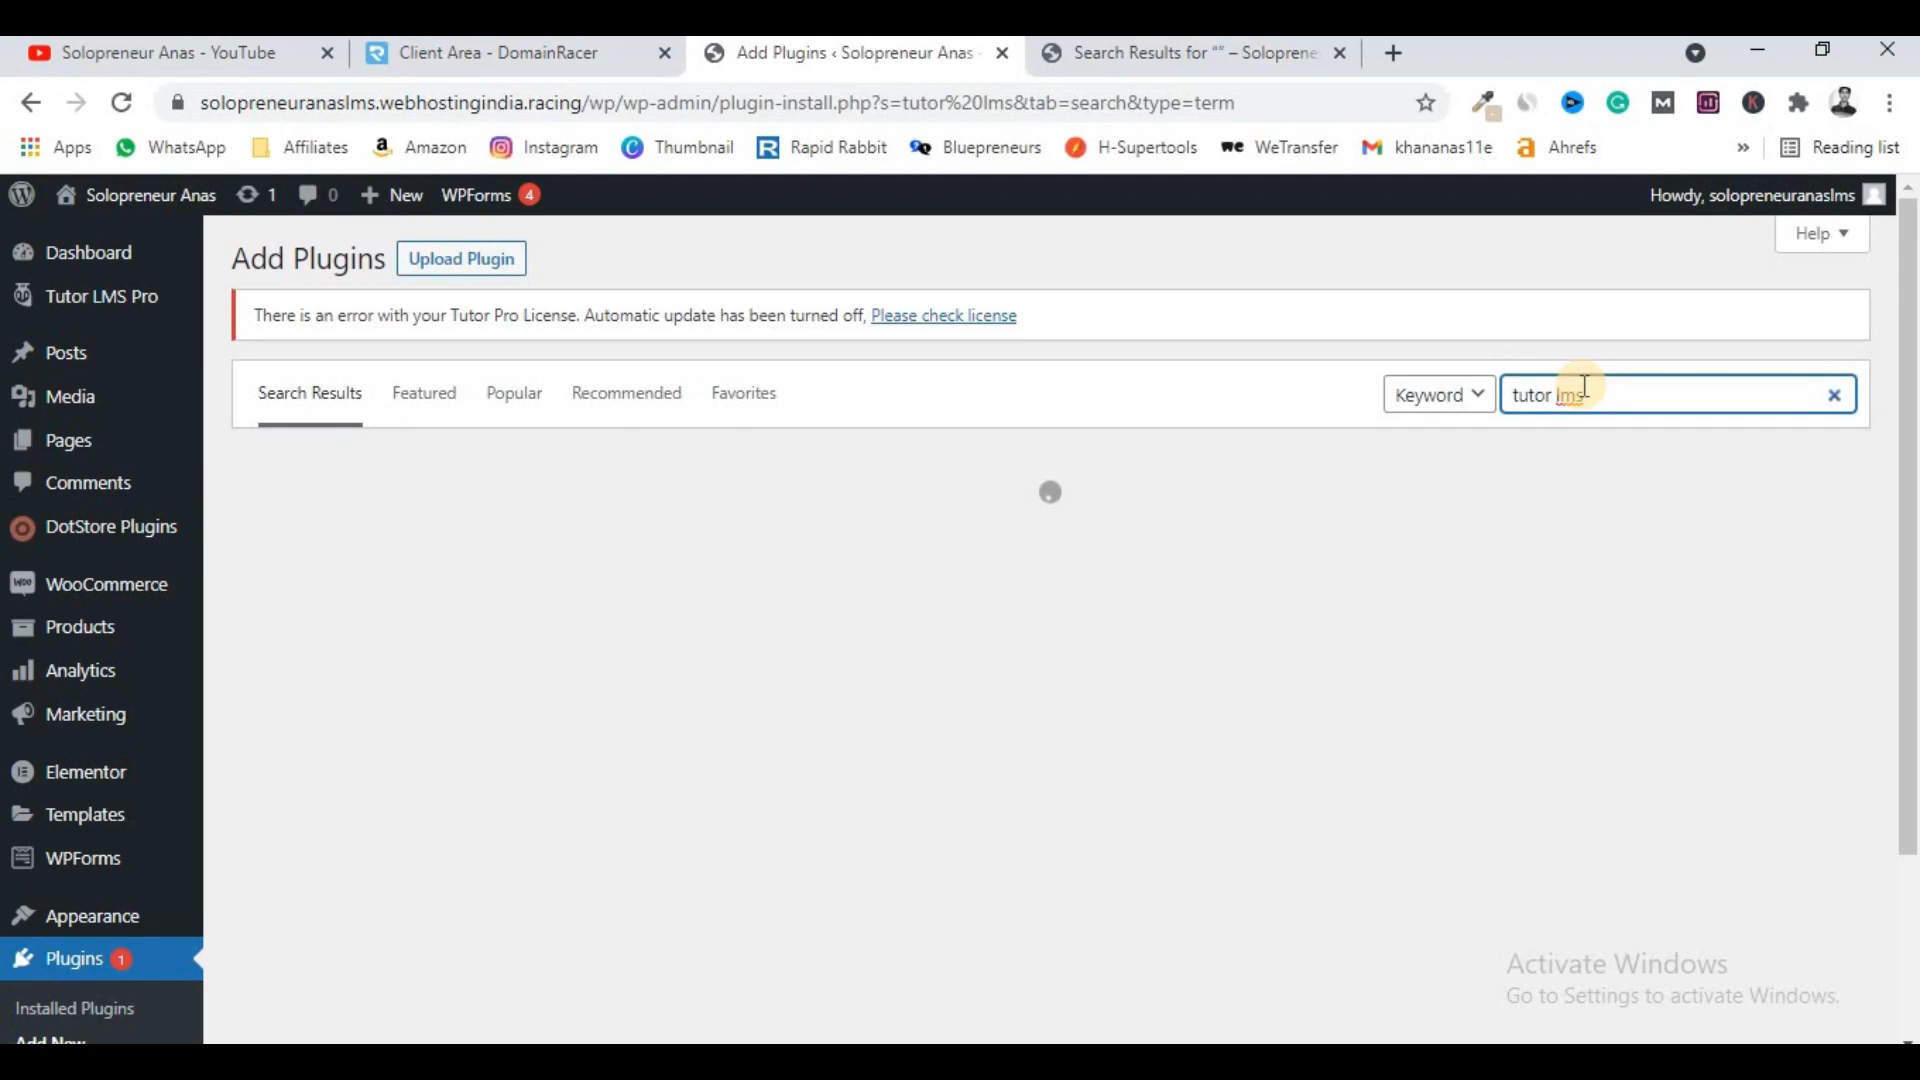 Solopreneur Anas - YouTube
Client Area - DomainRacer
Add Plugins ‹ Solopreneur Anas -
Search Results for “” – Soloprene
solopreneuranaslms.webhostingindia.racing/wp/wp-admin/plugin-install.php?s=tutor%20lms&tab=search&type=term
Apps
WhatsApp
Affiliates
Amazon
Instagram
Thumbnail
Rapid Rabbit
Bluepreneurs
H-Supertools
WeTransfer
khananas11e
Ahrefs
»
Reading list
Solopreneur Anas
1
0
+ New
WPForms 4
Howdy, solopreneuranaslms
Help
Dashboard
Tutor LMS Pro
Posts
Media
Pages
Comments
DotStore Plugins
WooCommerce
Products
Analytics
Marketing
Elementor
Templates
WPForms
Appearance
Plugins 1
Installed Plugins
Add New
Add Plugins
Upload Plugin
There is an error with your Tutor Pro License. Automatic update has been turned off, Please check license
Search Results
Featured
Popular
Recommended
Favorites
Keyword
tutor lms
Activate Windows
Go to Settings to activate Windows.